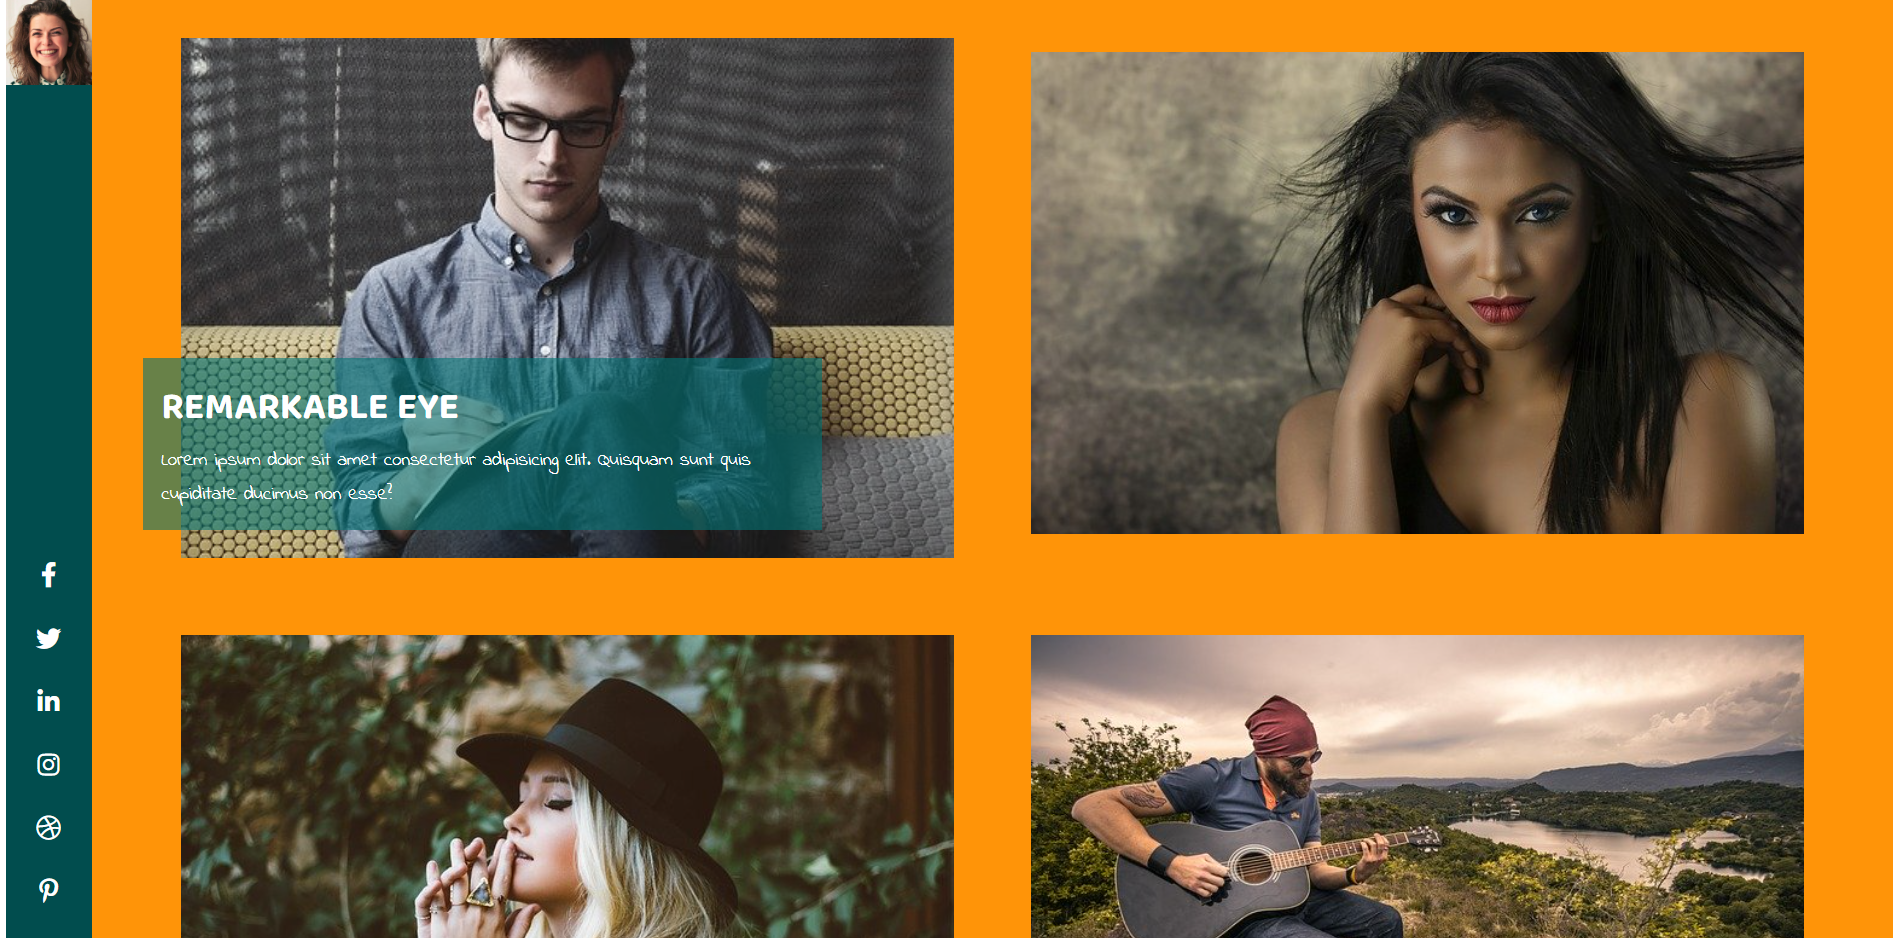 REMARKABLE EYE
Lorem ipsum dolor sit amet consectetur adipisicing elit. Quisquam sunt quis
cupiditate ducimus non esse?